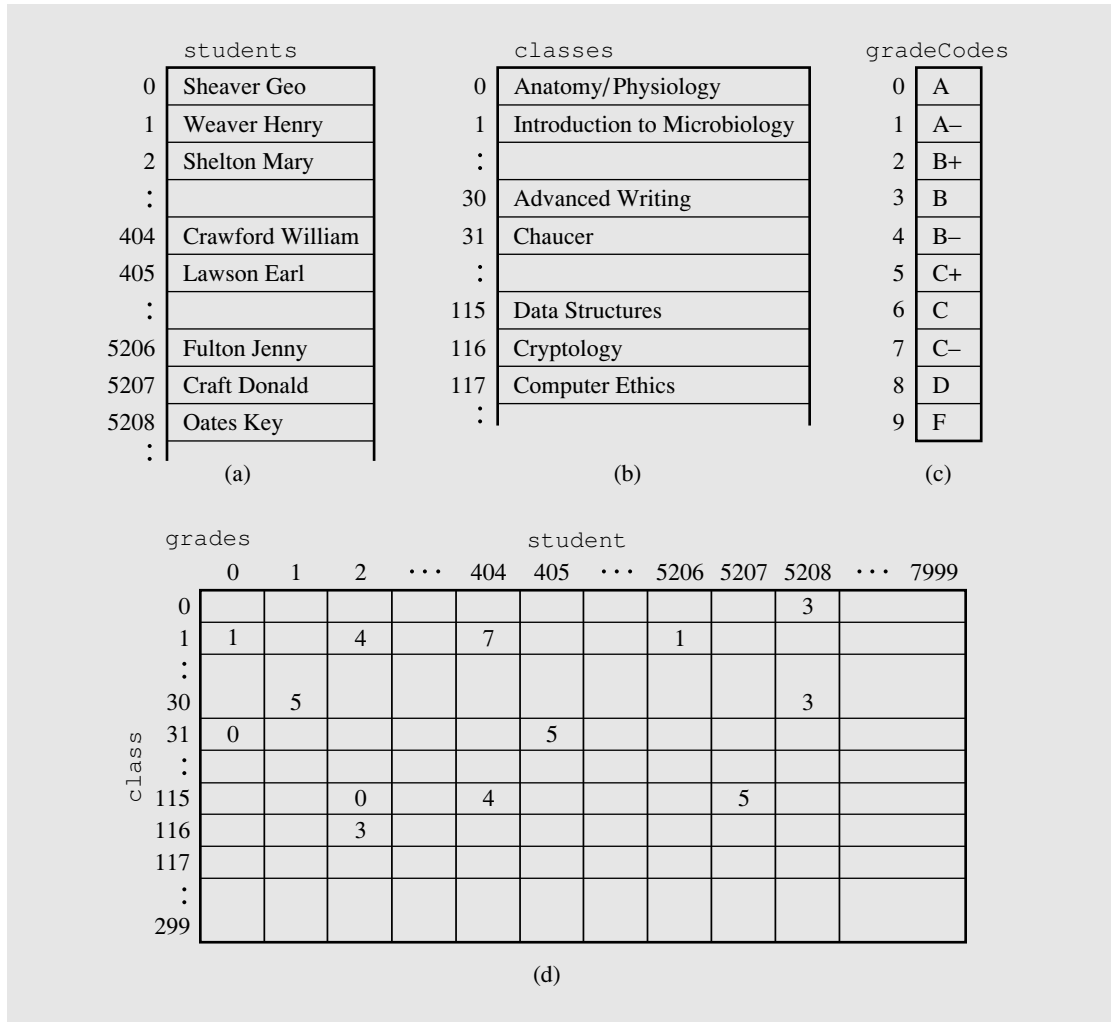 students
0 Sheaver Geo
1 Weaver Henry
2 Shelton Mary
:
404 Crawford William
405 Lawson Earl
:
5206 Fulton Jenny
5207 Craft Donald
5208 Oates Key
:
(a)
classes
0 Anatomy/Physiology
1 Introduction to Microbiology
:
30 Advanced Writing
31 Chaucer
:
115 Data Structures
116 Cryptology
117 Computer Ethics
:
(b)
gradeCodes
0 A
1 A–
2 B+
3 B
4 B–
5 C+
6 C
7 C–
8 D
9 F
(c)
grades student
0 1 2 ··· 404 405 ··· 5206 5207 5208 ··· 7999
class
0 3
1 1 4 7 1
:
30 5 3
31 0 5
:
115 0 4 5
116 3
117
:
299
(d)